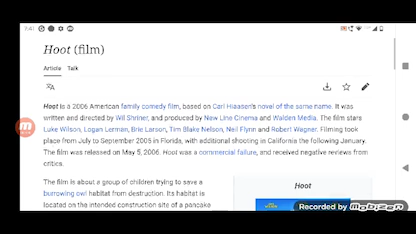 7:41
Hoot (film)
Article Talk
Hoot is a 2006 American family comedy film, based on Carl Hiaasen's novel of the same name. It was
written and directed by Wil Shriner, and produced by New Line Cinema and Walden Media. The film stars
Luke Wilson, Logan Lerman, Brie Larson, Tim Blake Nelson, Neil Flynn and Robert Wagner. Filming took
place from July to September 2005 in Florida, with additional shooting in California the following January.
The film was released on May 5, 2006. Hoot was a commercial failure, and received negative reviews from
critics.
The film is about a group of children trying to save a
burrowing owl habitat from destruction. Its habitat is
located on the intended construction site of a pancake
Hoot
Recorded by Mobizen